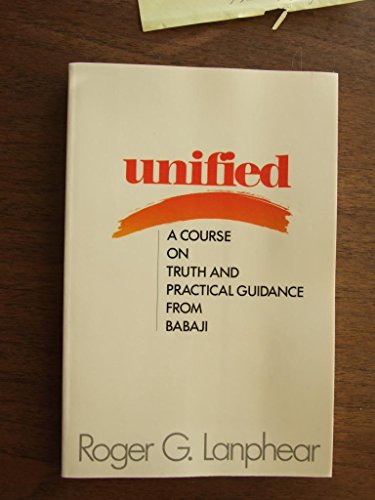 unified
A COURSE
ON
TRUTH AND
PRACTICAL GUIDANCE
FROM
BABAJI
Roger G. Lanphear